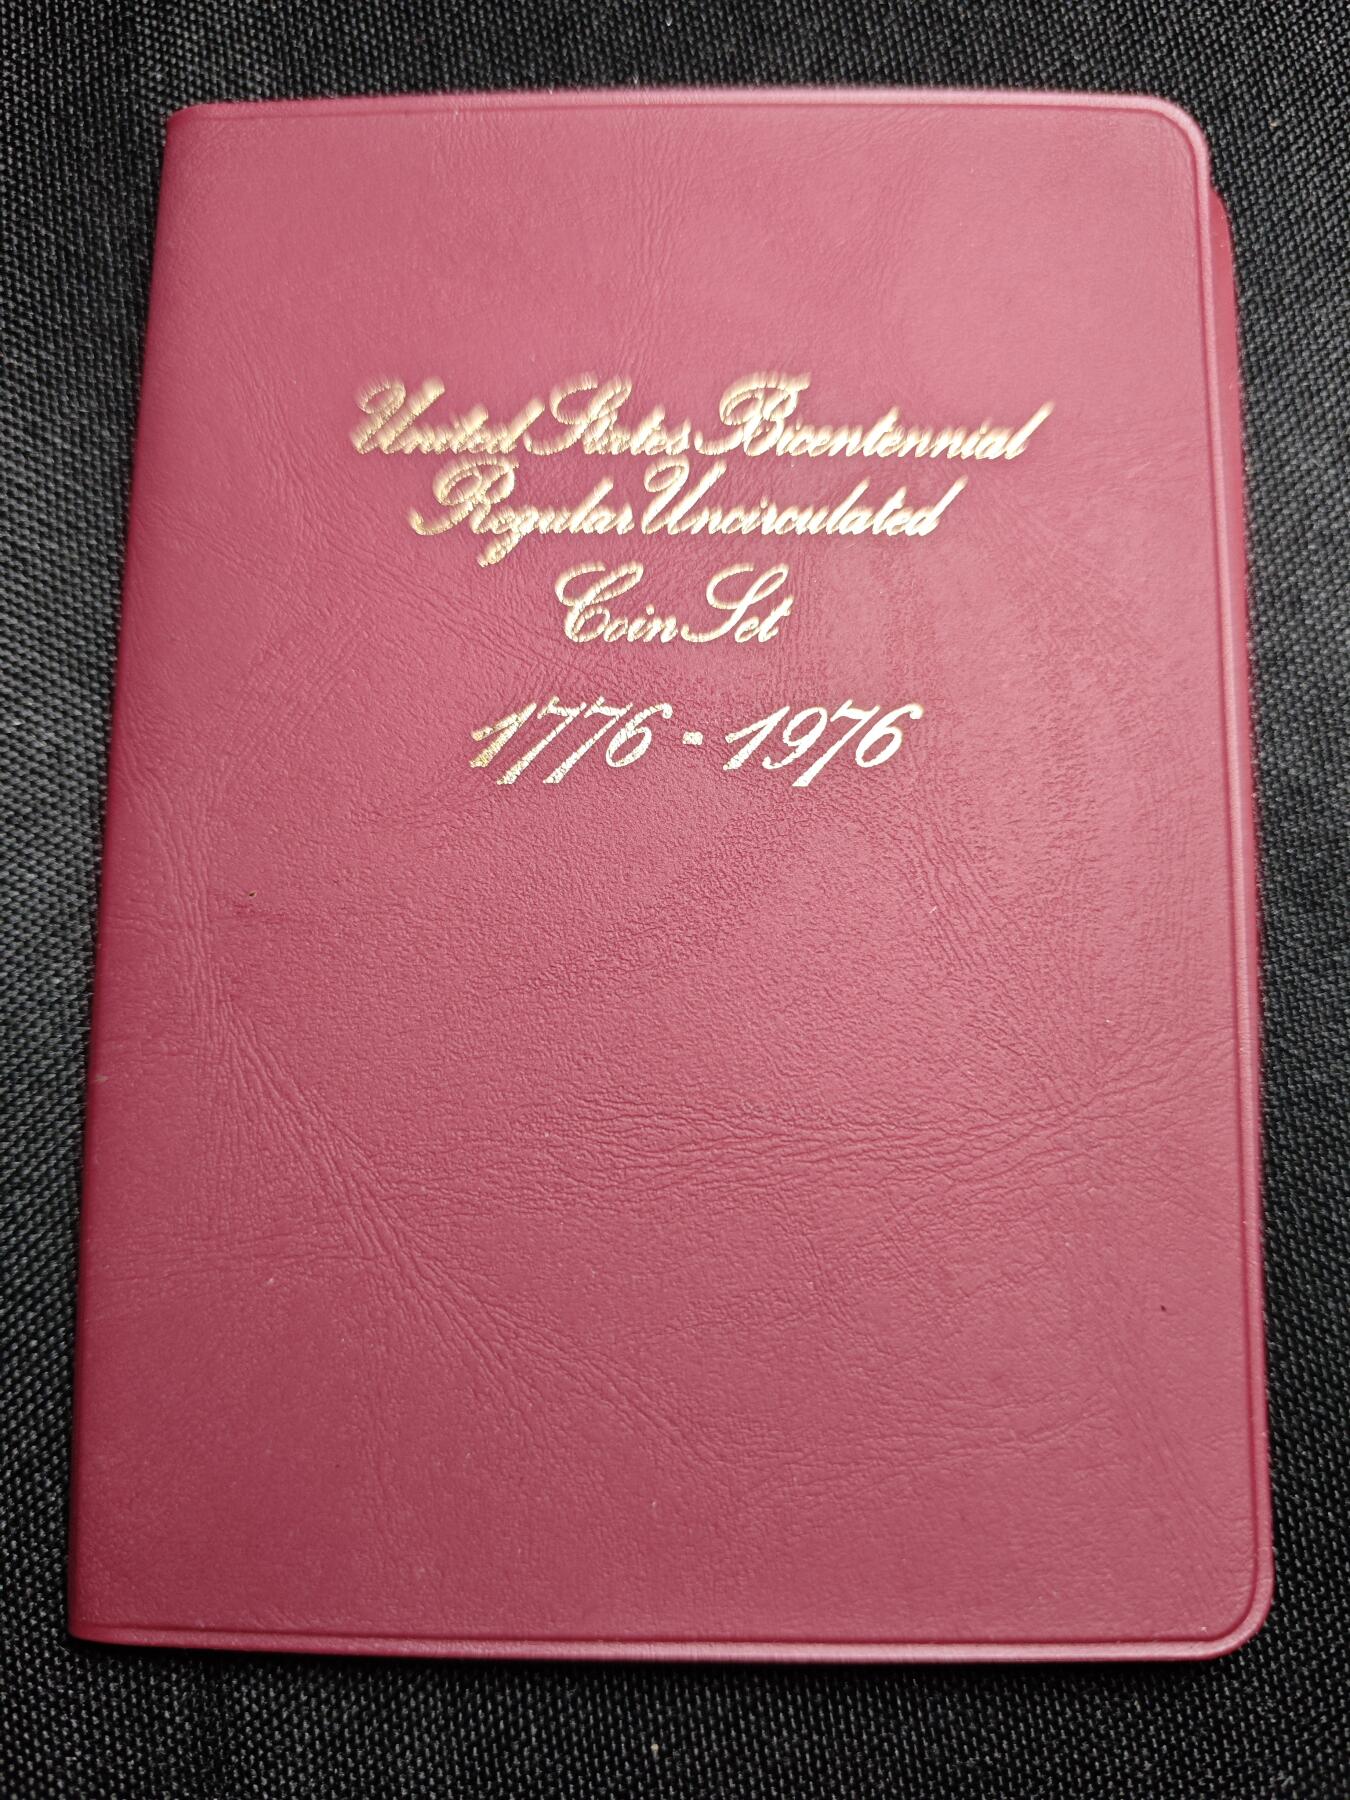 United States Bicentennial
Regular Uncirculated
Coin Set
1776 - 1976